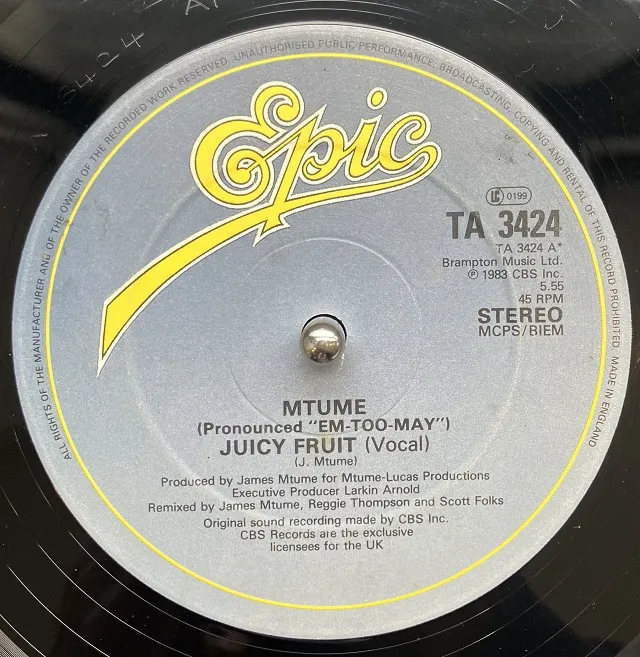 S424 A
ALL RIGHTS OF THE MANUFACTURER AND OF THE OWNER OF THE RECORDED WORK RESERVED. UNAUTHORISED PUBLIC PERFORMANCE, BROADCASTING, COPYING AND RENTAL OF THIS RECORD PROHIBITED. MADE IN ENGLAND
Epic
LC 0199
TA 3424
TA 3424 A*
Brampton Music Ltd.
℗ 1983 CBS Inc.
5.55
45 RPM
STEREO
MCPS/BIEM
MTUME
(Pronounced "EM-TOO-MAY")
JUICY FRUIT (Vocal)
(J. Mtume)
Produced by James Mtume for Mtume-Lucas Productions
Executive Producer Larkin Arnold
Remixed by James Mtume, Reggie Thompson and Scott Folks
Original sound recording made by CBS Inc.
CBS Records are the exclusive
licensees for the UK